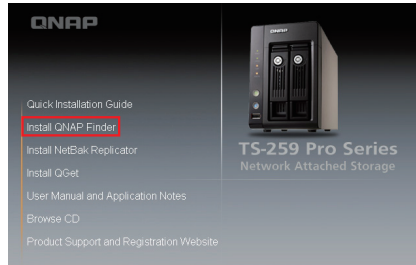 QNAP
Quick Installation Guide
Install QNAP Finder
Install NetBak Replicator
Install QGet
User Manual and Application Notes
Browse CD
Product Support and Registration Website
QNAP
TS-259 Pro Series
Network Attached Storage